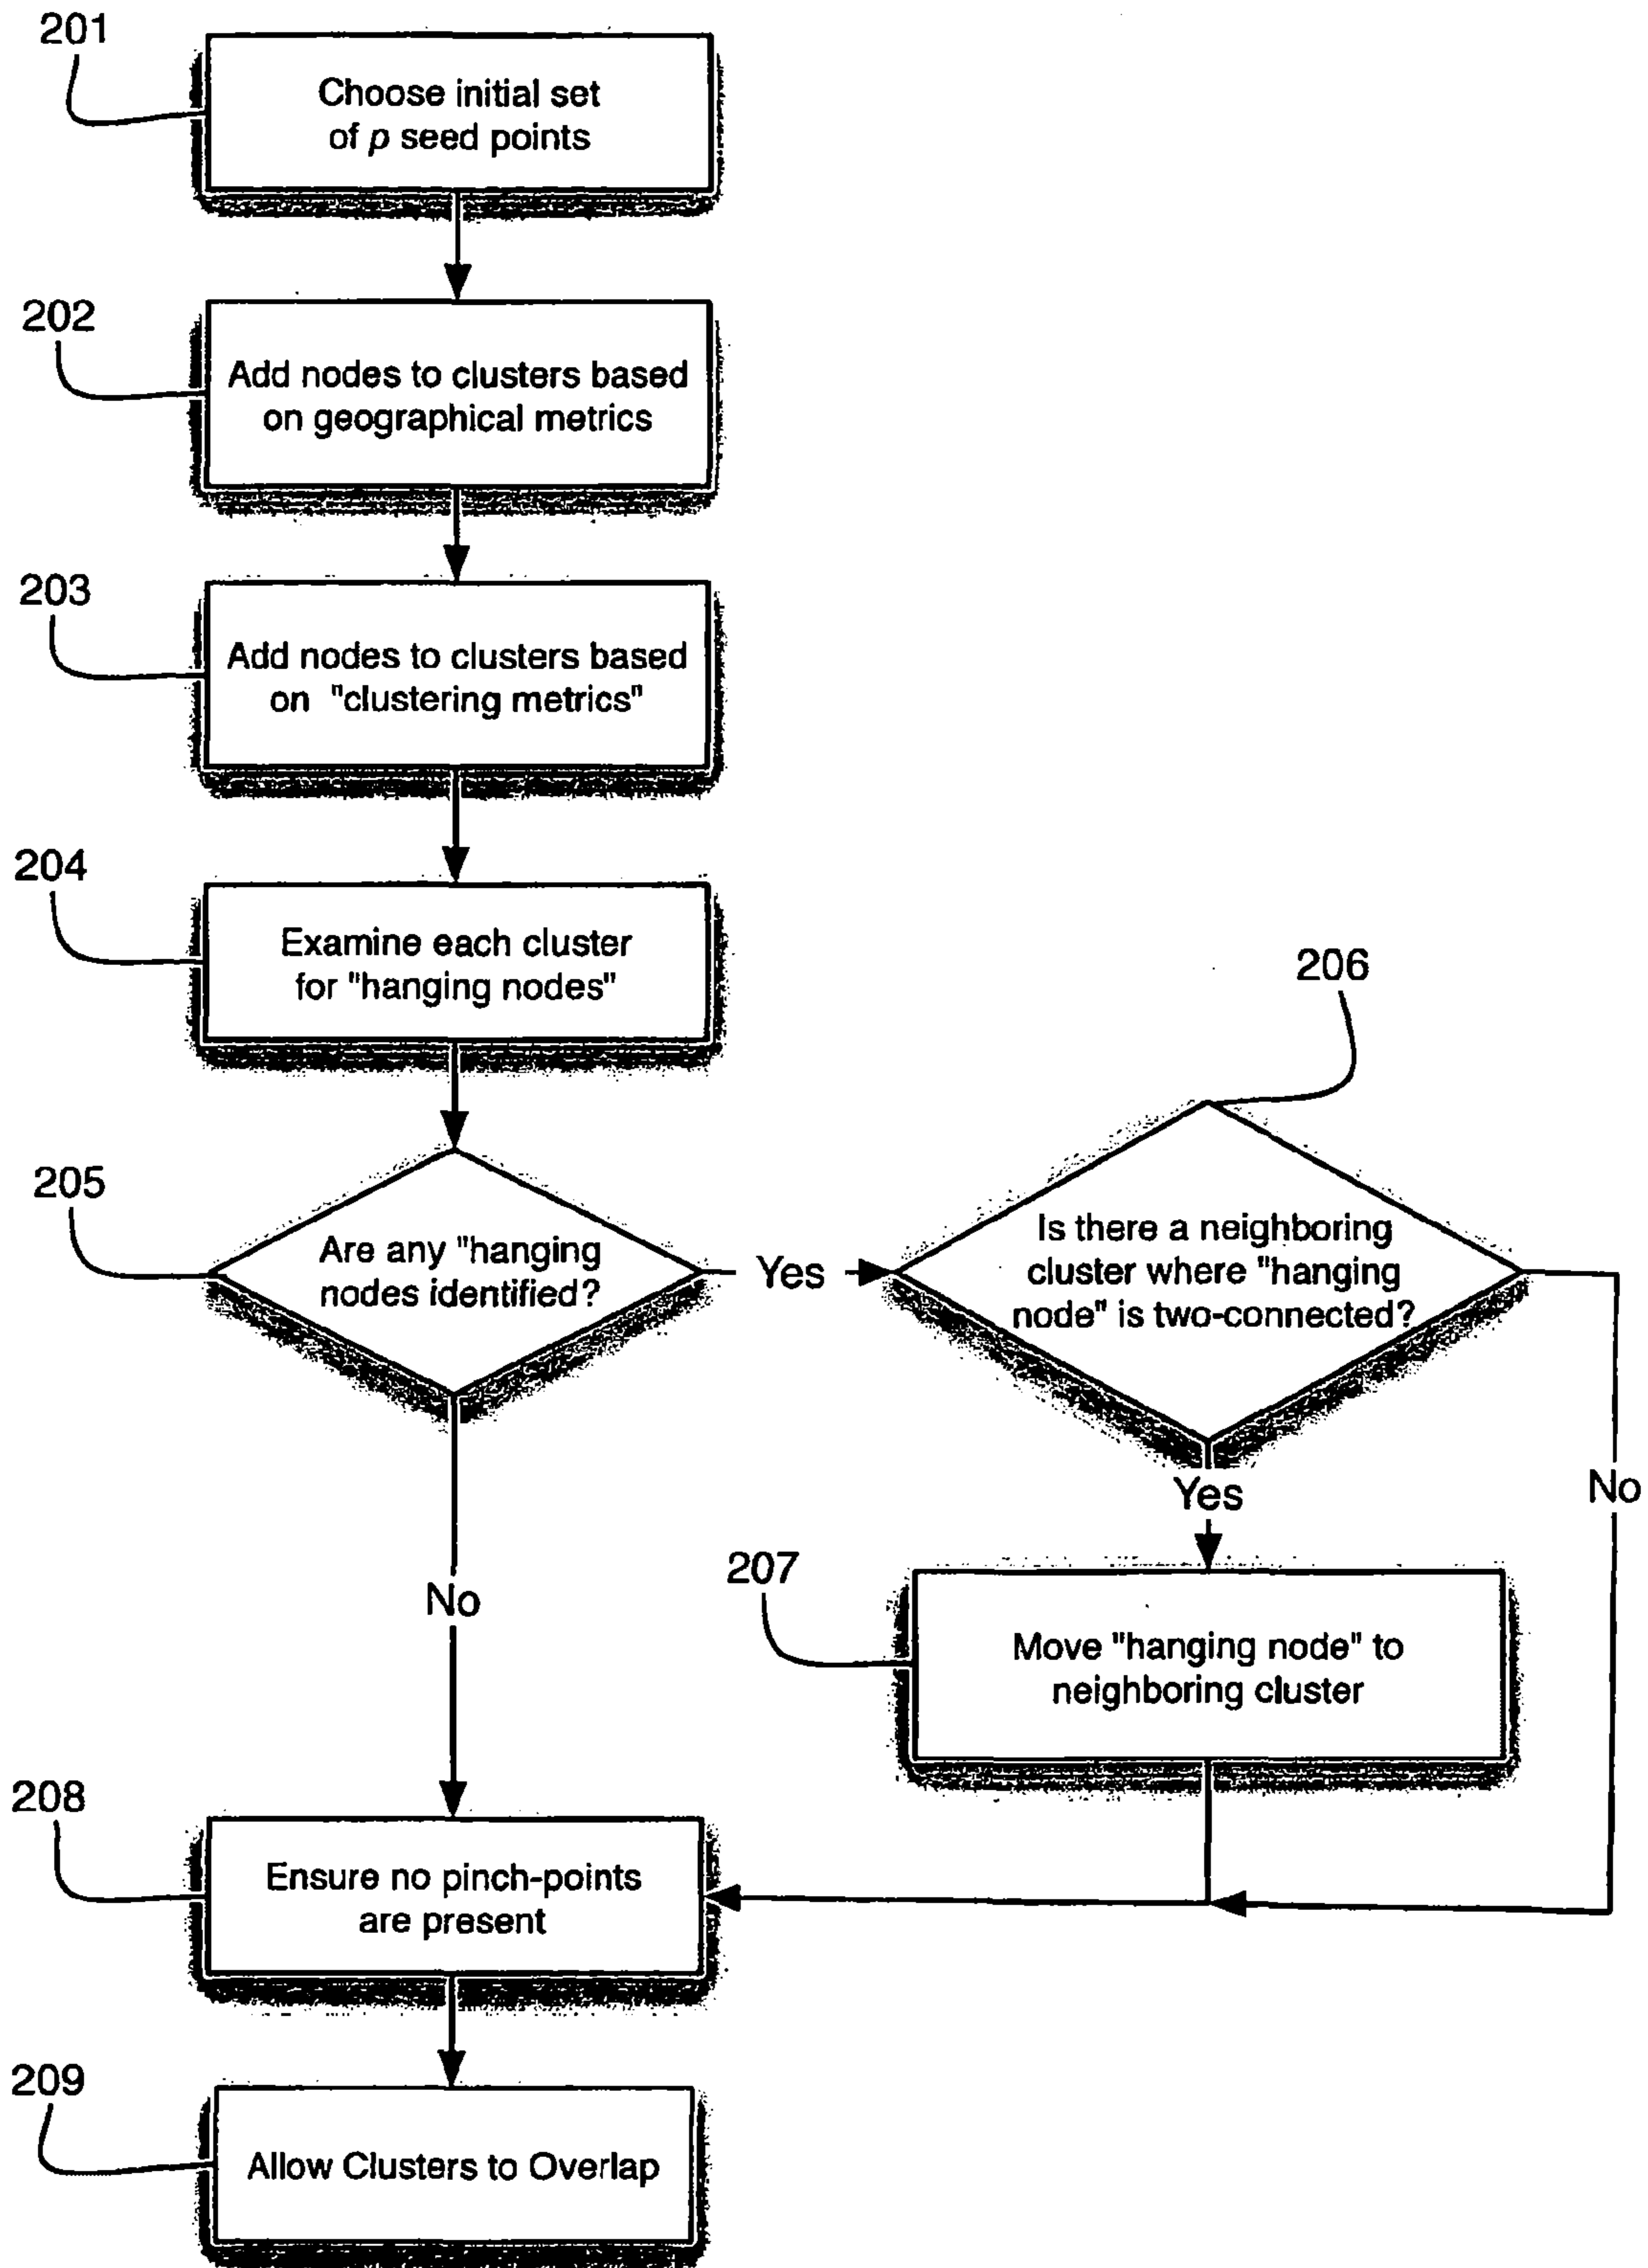 201
Choose initial set
of p seed points
202
Add nodes to clusters based
on geographical metrics
203
Add nodes to clusters based
on "clustering metrics"
204
Examine each cluster
for "hanging nodes"
205
Are any "hanging
nodes identified?
Yes
206
Is there a neighboring
cluster where "hanging
node" is two-connected?
Yes
No
207
Move "hanging node" to
neighboring cluster
No
208
Ensure no pinch-points
are present
209
Allow Clusters to Overlap